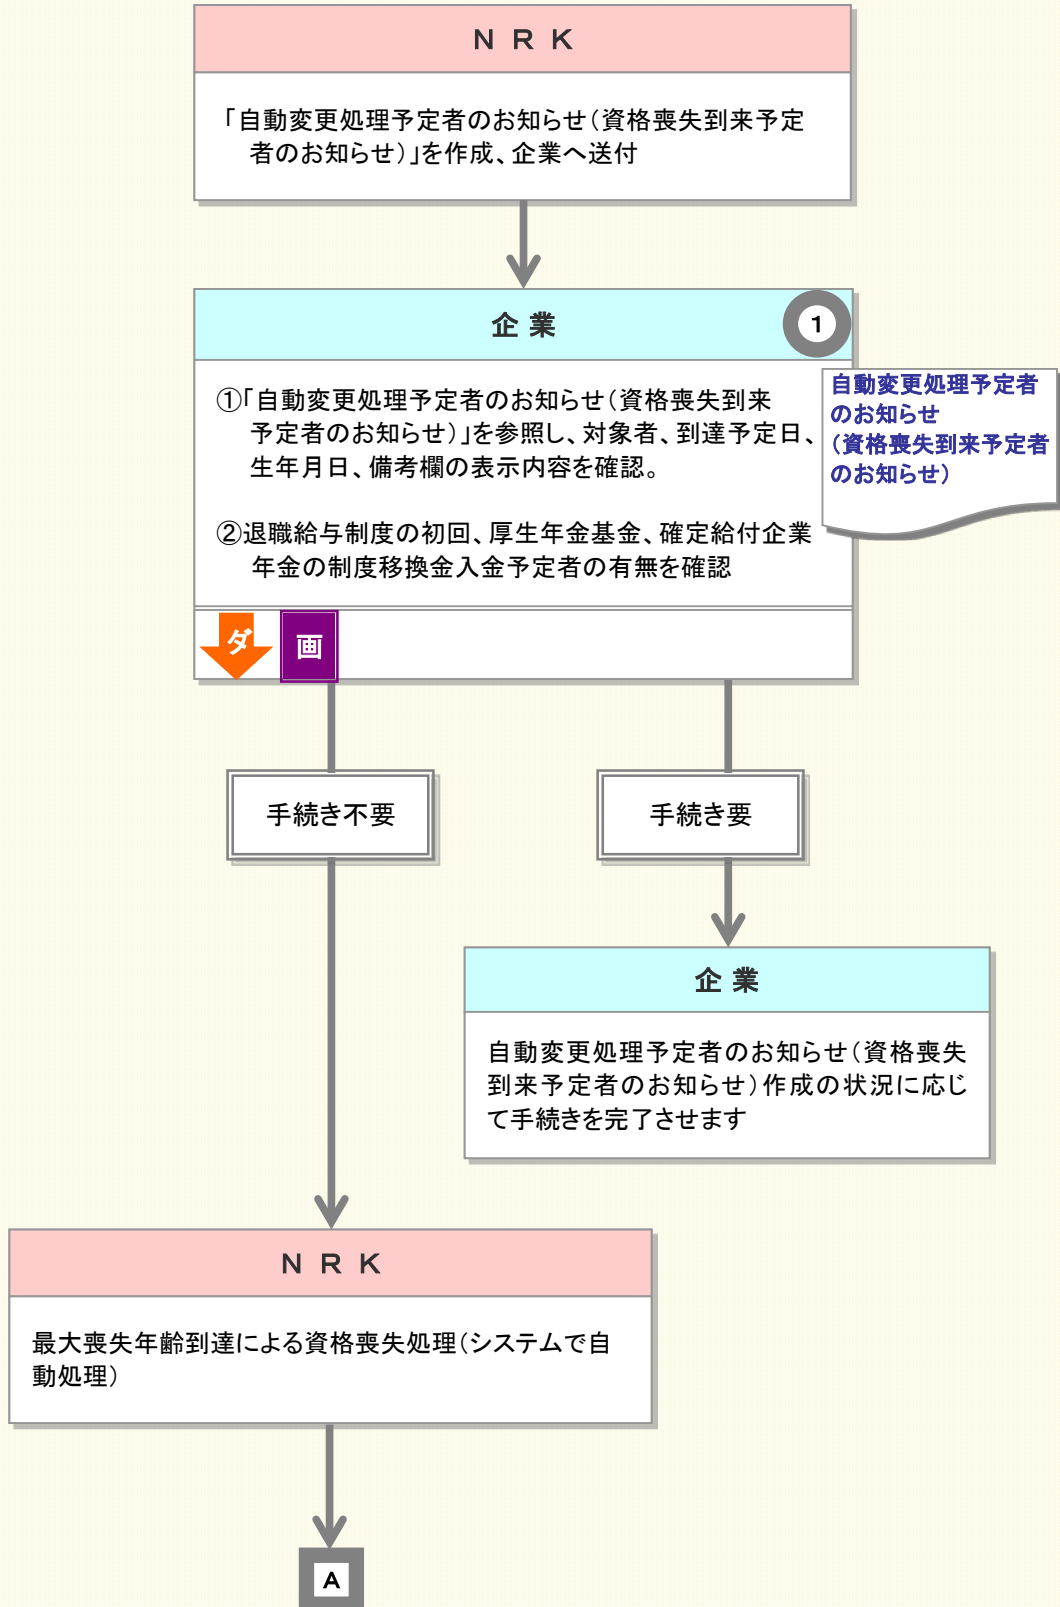 ＮＲＫ
「自動変更処理予定者のお知らせ（資格喪失到来予定
者のお知らせ）」を作成、企業へ送付
企業
1
①「自動変更処理予定者のお知らせ（資格喪失到来
予定者のお知らせ）」を参照し、対象者、到達予定日、
生年月日、備考欄の表示内容を確認。
②退職給与制度の初回、厚生年金基金、確定給付企業
年金の制度移換金入金予定者の有無を確認
自動変更処理予定者
のお知らせ
（資格喪失到来予定者
のお知らせ）
ダ
画
手続き不要
手続き要
企業
自動変更処理予定者のお知らせ（資格喪失
到来予定者のお知らせ）作成の状況に応じ
て手続きを完了させます
ＮＲＫ
最大喪失年齢到達による資格喪失処理（システムで自
動処理）
A